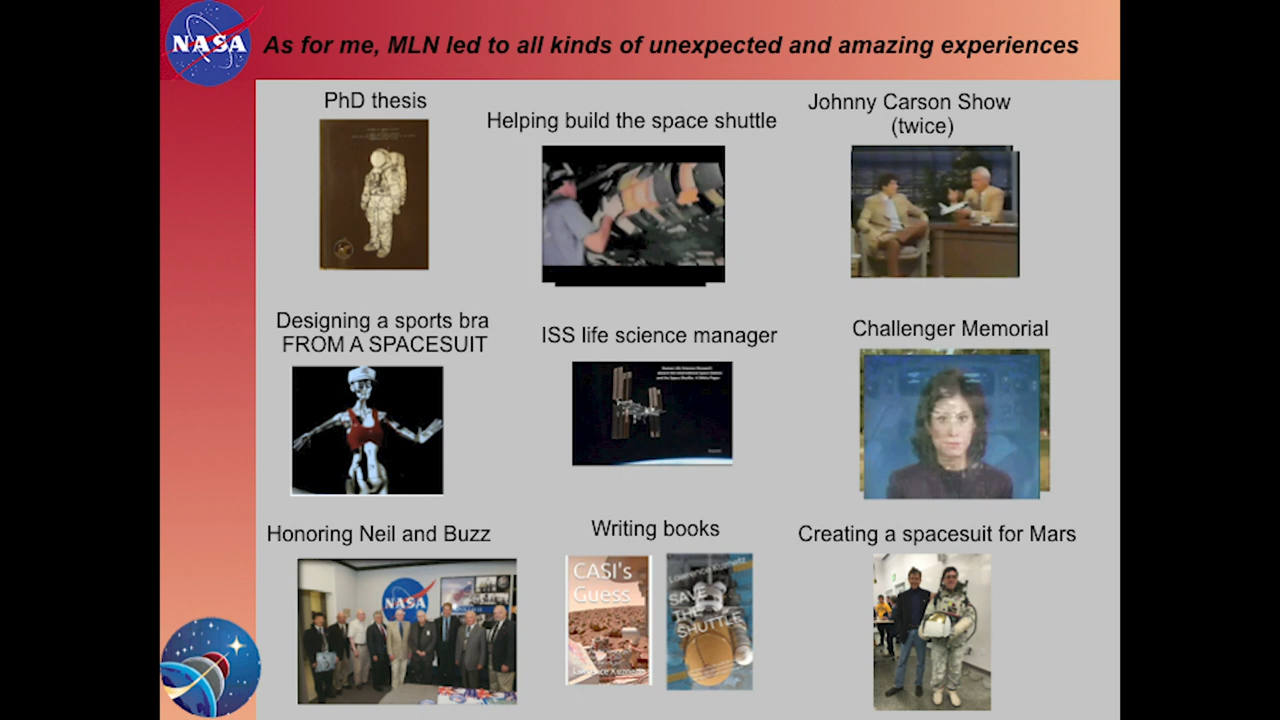 NASA
As for me, MLN led to all kinds of unexpected and amazing experiences
PhD thesis
Helping build the space shuttle
Johnny Carson Show
(twice)
Designing a sports bra
FROM A SPACESUIT
ISS life science manager
Challenger Memorial
Honoring Neil and Buzz
NASA
Writing books
CASI's
Guess
Lawrence Kuznetz
SAVE
THE
SHUTTLE
Creating a spacesuit for Mars